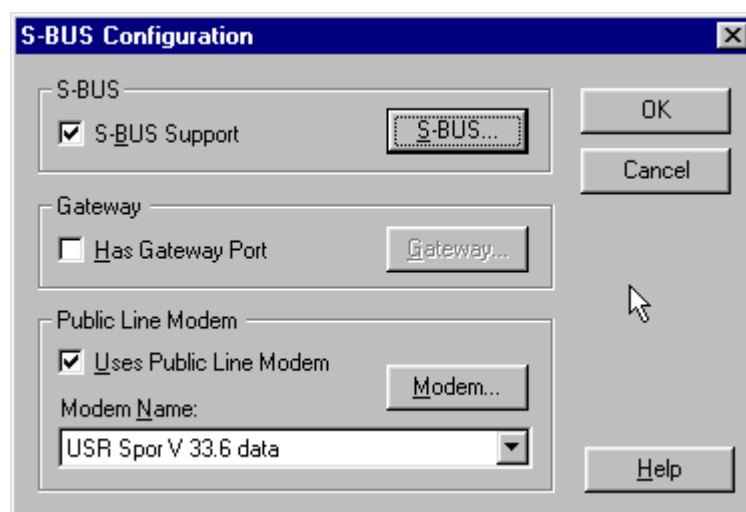 S-BUS Configuration
S-BUS
S-BUS Support
S-BUS...
OK
Cancel
Gateway
Has Gateway Port
Gateway...
Public Line Modem
Uses Public Line Modem
Modem...
Modem Name:
USR Spor V 33.6 data
Help